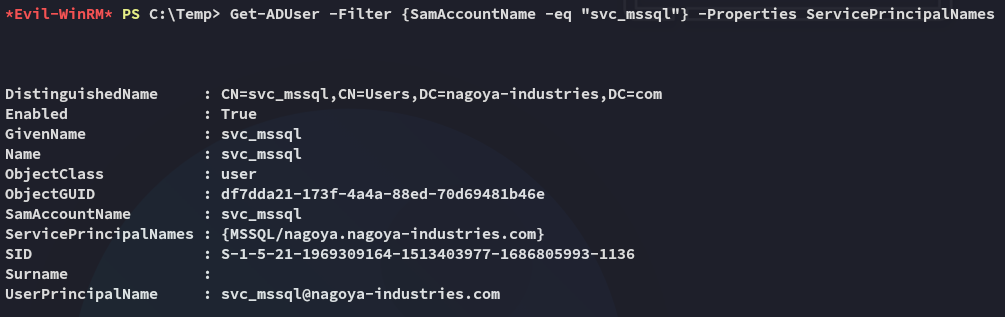 *Evil-WinRM* PS C:\Temp> Get-ADUser -Filter {SamAccountName -eq "svc_mssql"} -Properties ServicePrincipalNames
DistinguishedName     : CN=svc_mssql,CN=Users,DC=nagoya-industries,DC=com
Enabled               : True
GivenName             : svc_mssql
Name                  : svc_mssql
ObjectClass           : user
ObjectGUID            : df7dda21-173f-4a4a-88ed-70d69481b46e
SamAccountName        : svc_mssql
ServicePrincipalNames : {MSSQL/nagoya.nagoya-industries.com}
SID                   : S-1-5-21-1969309164-1513403977-1686805993-1136
Surname               :
UserPrincipalName     : svc_mssql@nagoya-industries.com